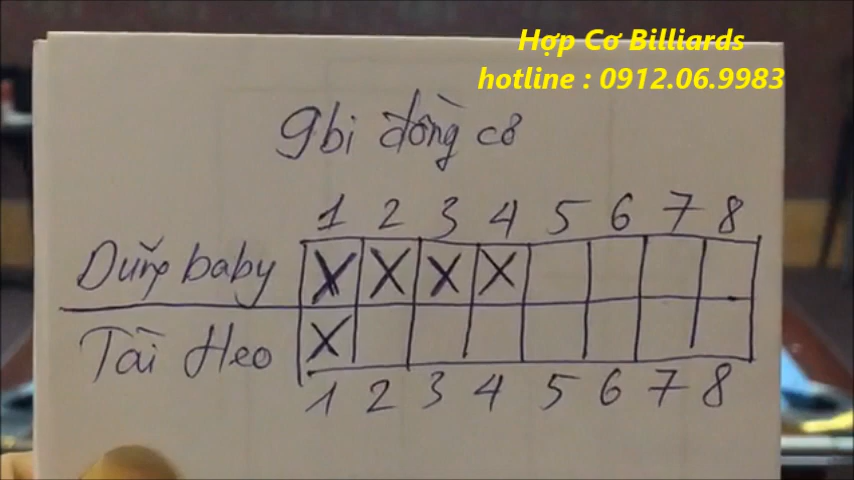 Hợp Cơ Billiards
hotline : 0912.06.9983
9bi đồng cơ
1 2 3 4 5 6 7 8
Dũng baby X X X X
Tài Heo X
1 2 3 4 5 6 7 8